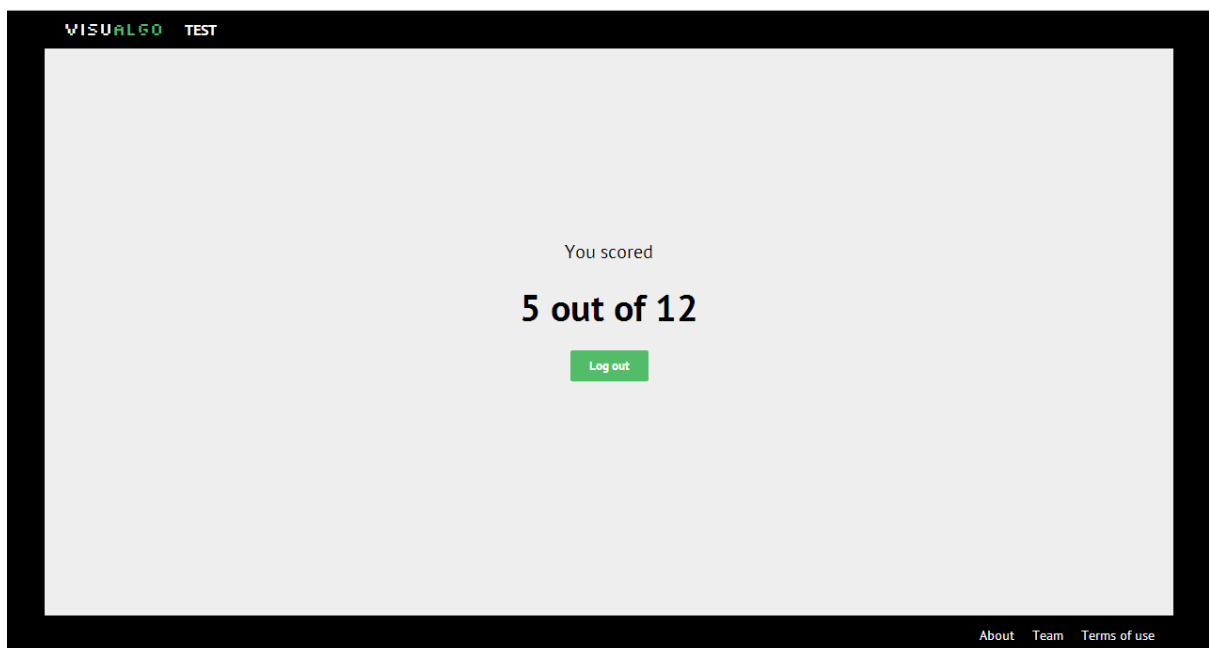 VISUALGO TEST
You scored
5 out of 12
Log out
About Team Terms of use